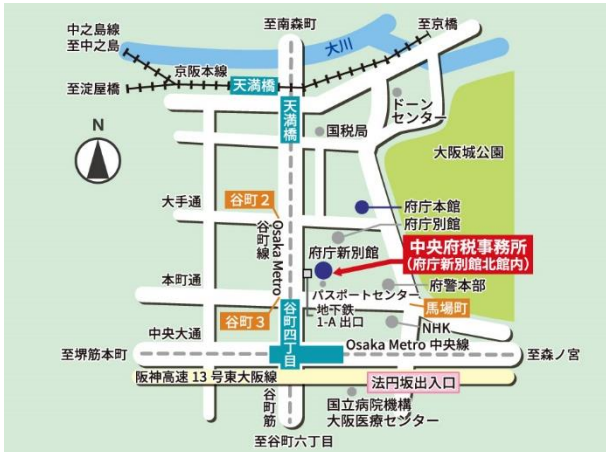 中之島線
至中之島
至南森町
至京橋
大川
京阪本線
至淀屋橋
天満橋
天満橋
ドーン
センター
国税局
N
大阪城公園
谷町2
大手通
府庁本館
府庁別館
Osaka Metro
谷町線
府庁新別館
中央府税事務所
(府庁新別館北館内)
本町通
パスポートセンター
府警本部
地下鉄
1-A 出口
馬場町
谷町3
NHK
中央大通
谷町四丁目
Osaka Metro 中央線
至堺筋本町
至森ノ宮
阪神高速 13 号東大阪線
法円坂出入口
谷町筋
国立病院機構
大阪医療センター
至谷町六丁目